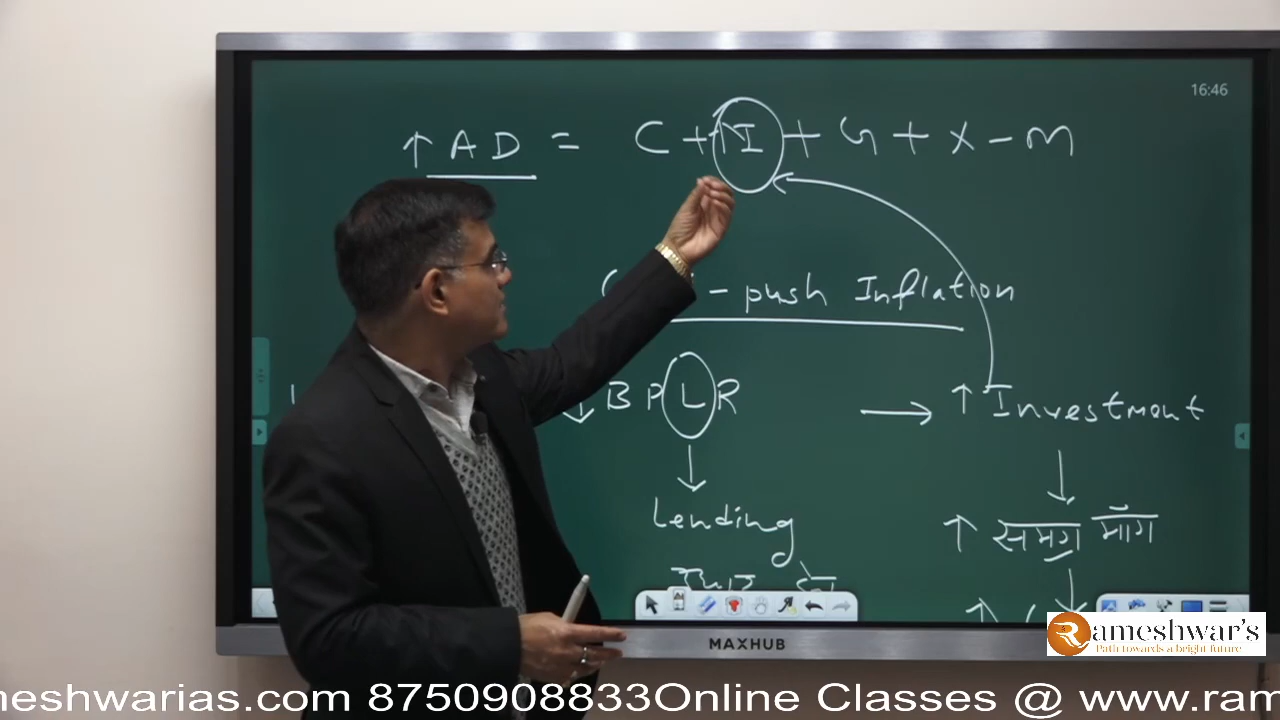 16:46
↑ AD = C + ↑I + G + X - M
- push Inflation
↓ BPLR → ↑ Investment
Lending
↑ समग्र माँग
MAXHUB
Rameshwar's
Path towards a bright future
meshwarias.com 8750908833Online Classes @ www.ram